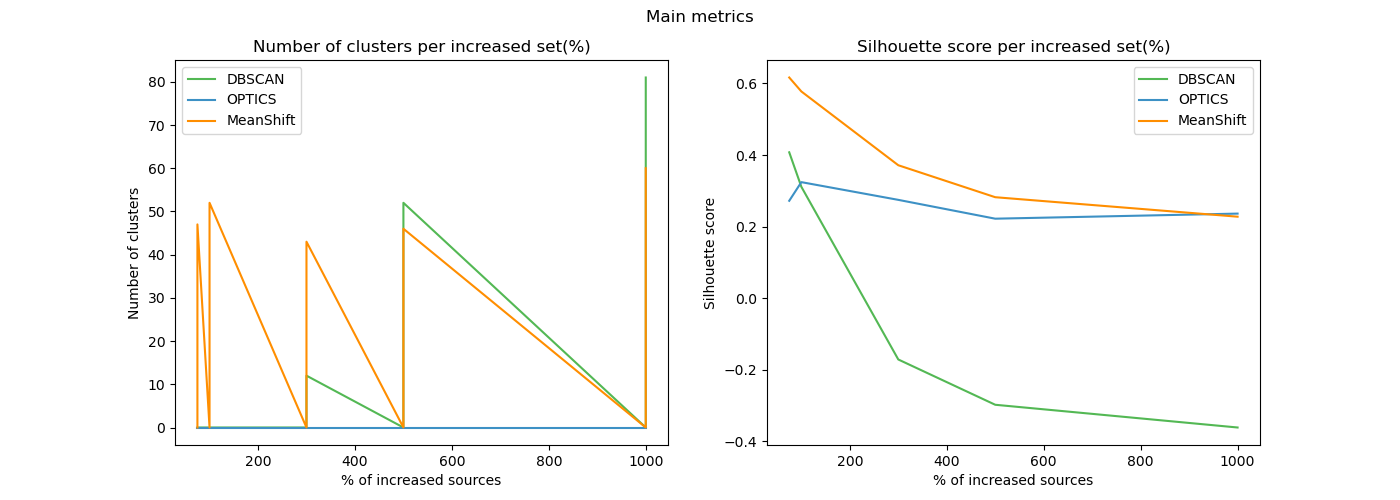 Main metrics
Number of clusters per increased set(%)
DBSCAN
OPTICS
MeanShift
Number of clusters
80
70
60
50
40
30
20
10
0
200
400
600
800
1000
% of increased sources
Silhouette score per increased set(%)
DBSCAN
OPTICS
MeanShift
Silhouette score
0.6
0.4
0.2
0.0
−0.2
−0.4
200
400
600
800
1000
% of increased sources